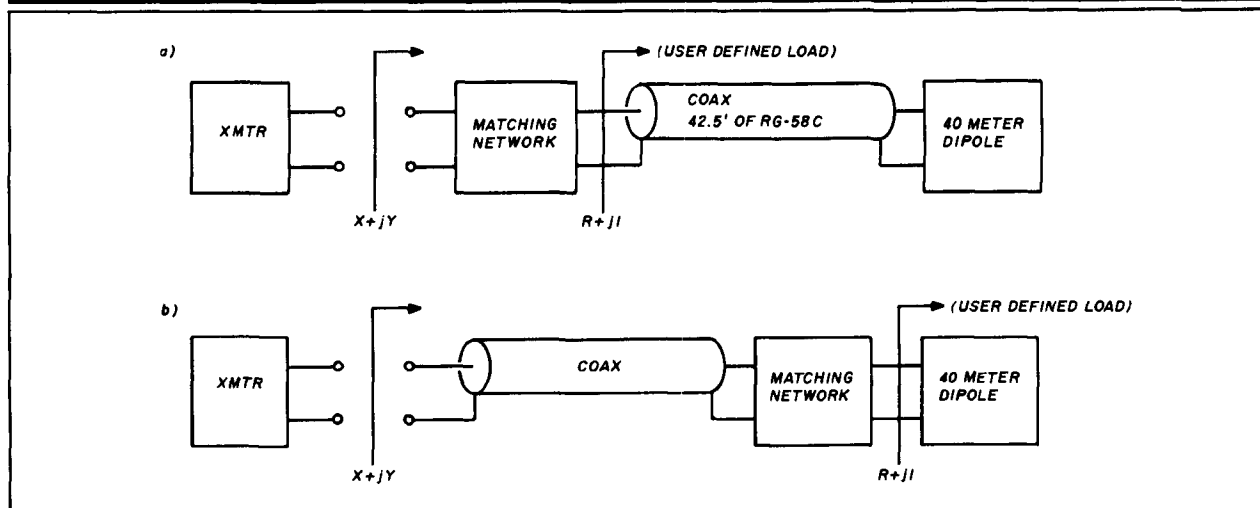 a)
(USER DEFINED LOAD)
XMTR
MATCHING
NETWORK
COAX
42.5' OF RG-58C
40 METER
DIPOLE
X+jY
R+jI
b)
(USER DEFINED LOAD)
XMTR
COAX
MATCHING
NETWORK
40 METER
DIPOLE
X+jY
R+jI